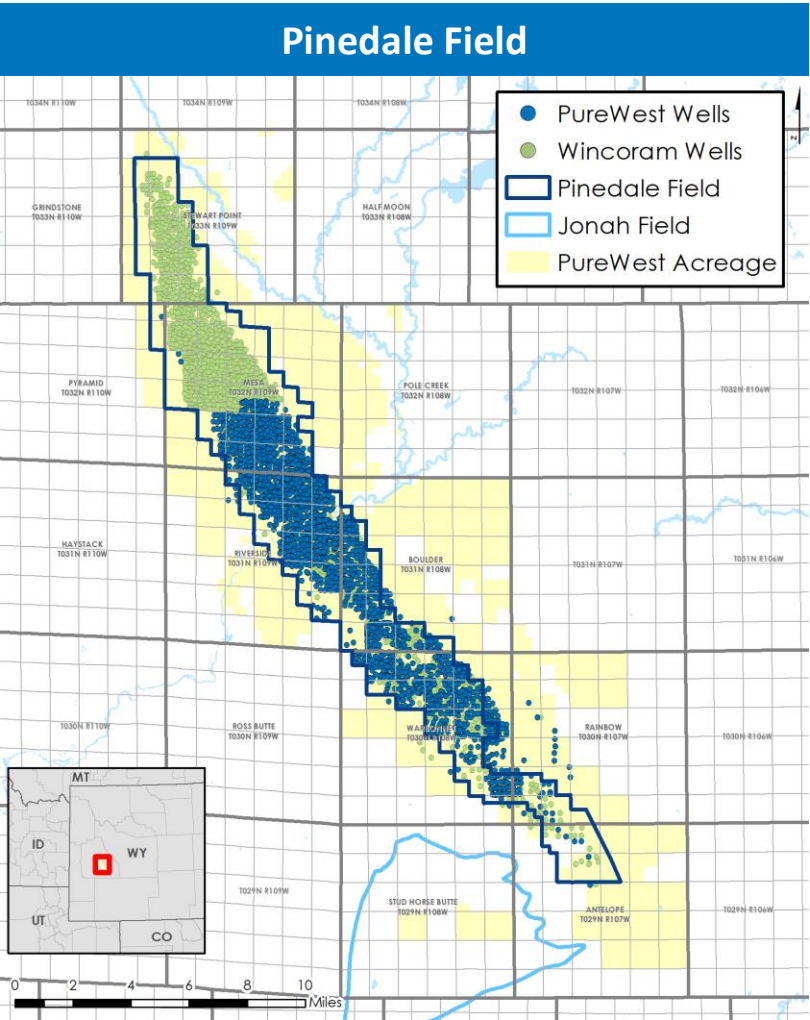 Pinedale Field
T034N R110W
T034N R109W
T034N R108W
PureWest Wells
Wincoram Wells
Pinedale Field
Jonah Field
PureWest Acreage
GRINDSTONE
T033N R110W
STEWART POINT
T033N R109W
HALF MOON
T033N R108W
PYRAMID
T032N R110W
MESA
T032N R109W
POLE CREEK
T032N R108W
T032N R107W
T032N R106W
HAYSTACK
T031N R110W
RIVERSIDE
T031N R109W
BOULDER
T031N R108W
T031N R107W
T031N R106W
T030N R110W
ROSS BUTTE
T030N R109W
T030N R108W
RAINBOW
T030N R107W
T030N R106W
MT
ID
WY
UT
CO
T029N R109W
STUD HORSE BUTTE
T029N R108W
ANTELOPE
T029N R107W
T029N R106W
0 2 4 6 8 10
Miles